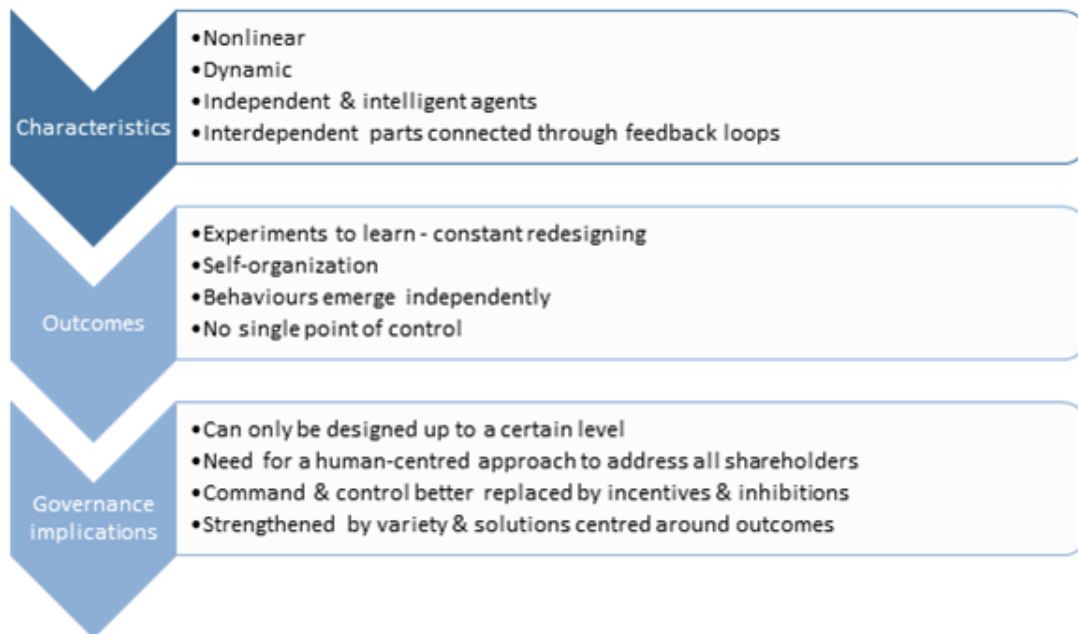 Characteristics
•Nonlinear
•Dynamic
•Independent & intelligent agents
•Interdependent parts connected through feedback loops
Outcomes
•Experiments to learn - constant redesigning
•Self-organization
•Behaviours emerge independently
•No single point of control
Governance
implications
•Can only be designed up to a certain level
•Need for a human-centred approach to address all shareholders
•Command & control better replaced by incentives & inhibitions
•Strengthened by variety & solutions centred around outcomes